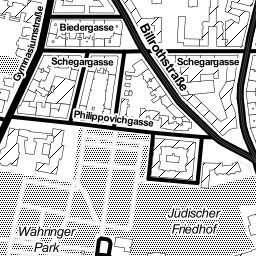 Gymnasiumstraße
Biedergasse
Billrothstraße
Schegargasse
Schegargasse
Philippovichgasse
Jüdischer
Friedhof
Währinger
Park